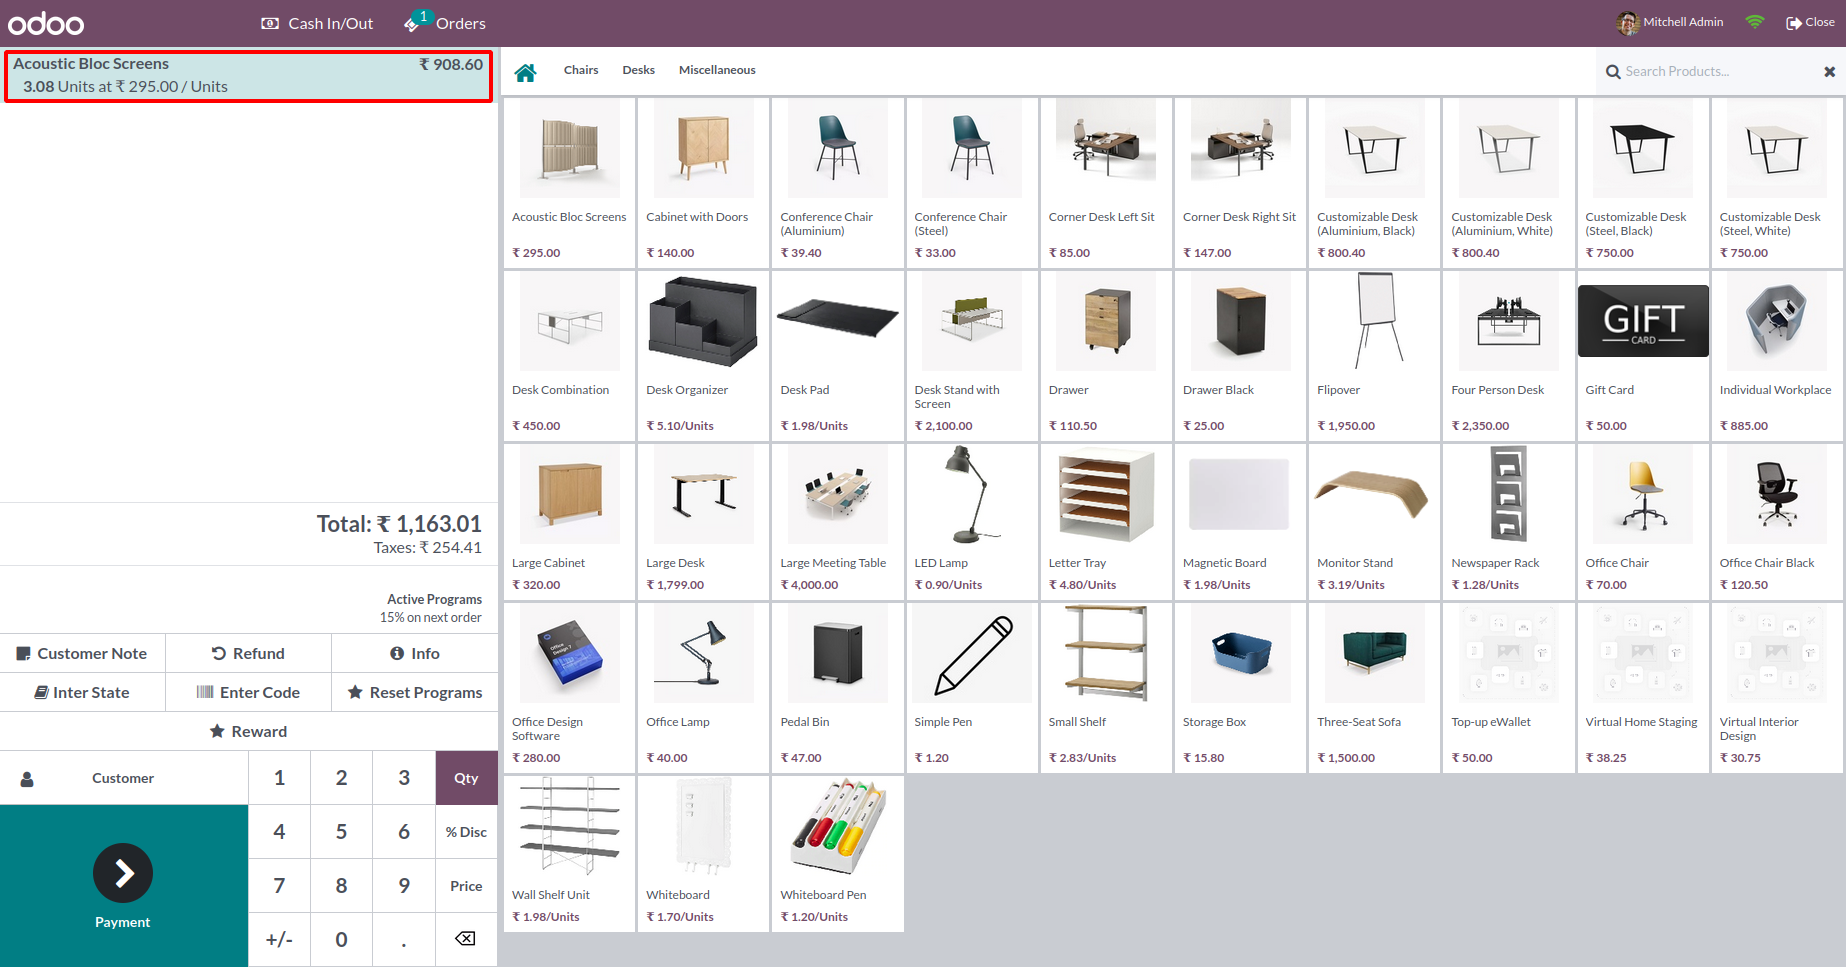 odoo
Cash In/Out
1
Orders
Mitchell Admin
Close
Acoustic Bloc Screens ₹ 908.60
3.08 Units at ₹ 295.00 / Units
Total: ₹ 1,163.01
Taxes: ₹ 254.41
Active Programs
15% on next order
Customer Note Refund Info
Inter State Enter Code Reset Programs
Reward
Customer 1 2 3 Qty
4 5 6 % Disc
7 8 9 Price
Payment
+/- 0 .
Chairs Desks Miscellaneous
Search Products...
Acoustic Bloc Screens
₹ 295.00
Cabinet with Doors
₹ 140.00
Conference Chair
(Aluminium)
₹ 39.40
Conference Chair
(Steel)
₹ 33.00
Corner Desk Left Sit
₹ 85.00
Corner Desk Right Sit
₹ 147.00
Customizable Desk
(Aluminium, Black)
₹ 800.40
Customizable Desk
(Aluminium, White)
₹ 800.40
Customizable Desk
(Steel, Black)
₹ 750.00
Customizable Desk
(Steel, White)
₹ 750.00
Desk Combination
₹ 450.00
Desk Organizer
₹ 5.10/Units
Desk Pad
₹ 1.98/Units
Desk Stand with
Screen
₹ 2,100.00
Drawer
₹ 110.50
Drawer Black
₹ 25.00
Flipover
₹ 1,950.00
Four Person Desk
₹ 2,350.00
GIFT
CARD
Gift Card
₹ 50.00
Individual Workplace
₹ 885.00
Large Cabinet
₹ 320.00
Large Desk
₹ 1,799.00
Large Meeting Table
₹ 4,000.00
LED Lamp
₹ 0.90/Units
Letter Tray
₹ 4.80/Units
Magnetic Board
₹ 1.98/Units
Monitor Stand
₹ 3.19/Units
Newspaper Rack
₹ 1.28/Units
Office Chair
₹ 70.00
Office Chair Black
₹ 120.50
Office
Design 7
Office Design
Software
₹ 280.00
Office Lamp
₹ 40.00
Pedal Bin
₹ 47.00
Simple Pen
₹ 1.20
Small Shelf
₹ 2.83/Units
Storage Box
₹ 15.80
Three-Seat Sofa
₹ 1,500.00
Top-up eWallet
₹ 50.00
Virtual Home Staging
₹ 38.25
Virtual Interior
Design
₹ 30.75
Wall Shelf Unit
₹ 1.98/Units
Whiteboard
₹ 1.70/Units
Whiteboard Pen
₹ 1.20/Units